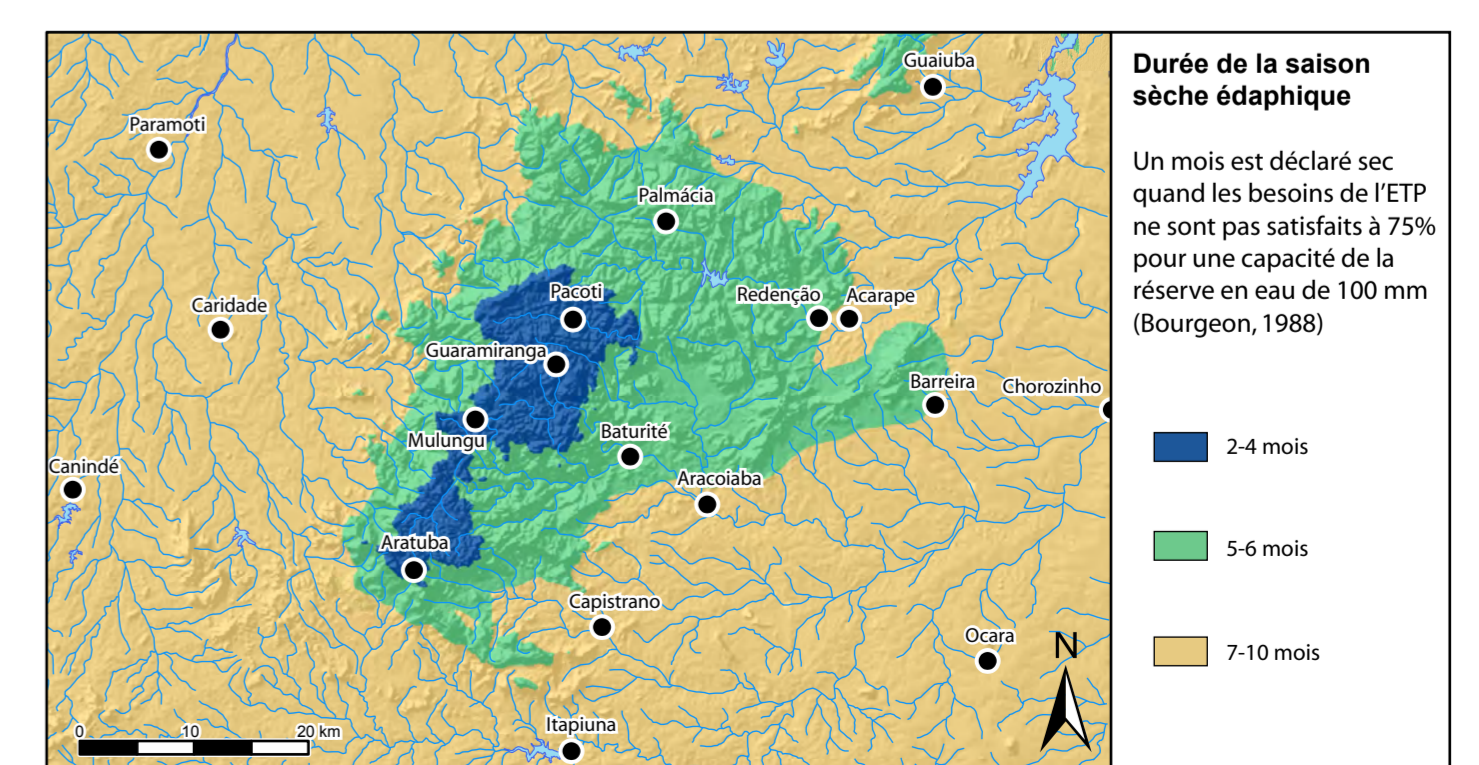 Guaiuba
Paramoti
Palmácia
Pacoti
Redenção
Acarape
Caridade
Guaramiranga
Barreira
Chorozinho
Mulungu
Baturité
Canindé
Aracoiaba
Aratuba
Capistrano
Ocara
N
Itapiuna
0 10 20 km
Durée de la saison
sèche édaphique
Un mois est déclaré sec
quand les besoins de l'ETP
ne sont pas satisfaits à 75%
pour une capacité de la
réserve en eau de 100 mm
(Bourgeon, 1988)
2-4 mois
5-6 mois
7-10 mois